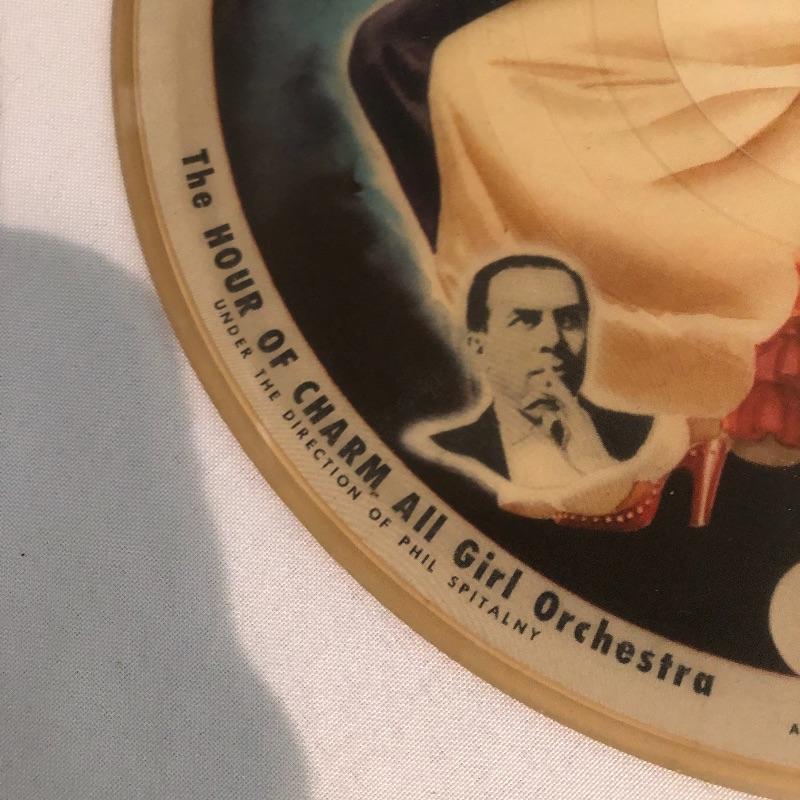 The HOUR OF CHARM All Girl Orchestra
UNDER THE DIRECTION OF PHIL SPITALNY